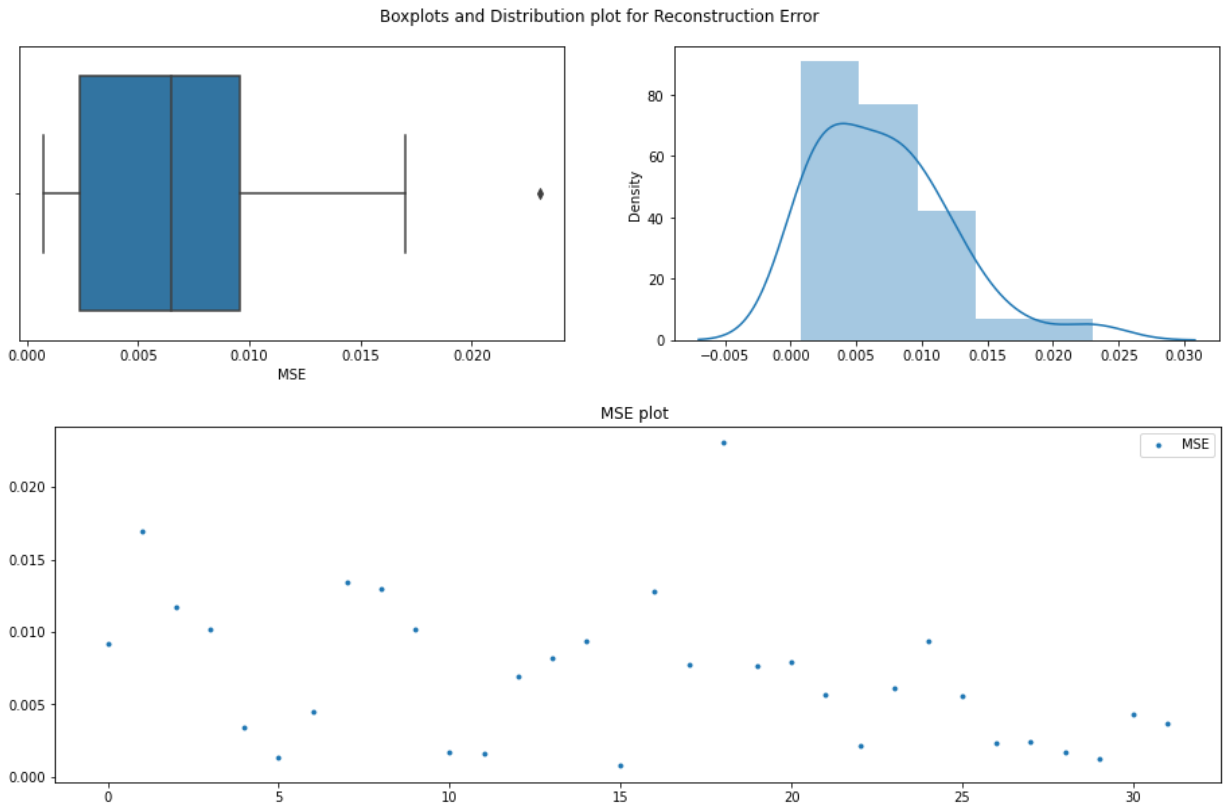 Boxplots and Distribution plot for Reconstruction Error
0.000 0.005 0.010 0.015 0.020
MSE
Density
80
60
40
20
0
−0.005 0.000 0.005 0.010 0.015 0.020 0.025 0.030
MSE plot
MSE
0.020
0.015
0.010
0.005
0.000
0 5 10 15 20 25 30